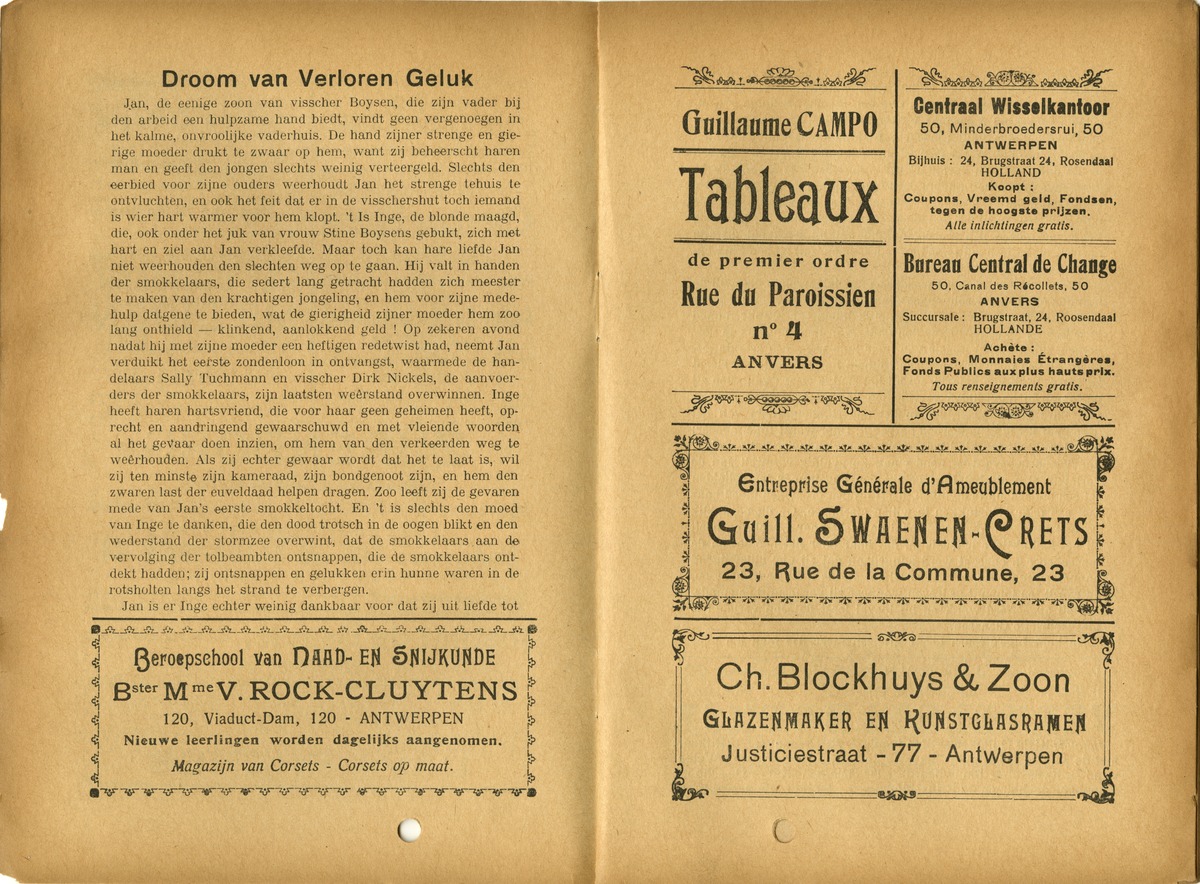 Droom van Verloren Geluk
Jan, de eenige zoon van visscher Boysen, die zijn vader bij
den arbeid een hulpzame hand biedt, vindt geen vergenoegen in
het kalme, onvroolijke vaderhuis. De hand zijner strenge en gie-
rige moeder drukt te zwaar op hem, want zij beheerscht haren
man en geeft den jongen slechts weinig verteergeld. Slechts den
eerbied voor zijne ouders weerhoudt Jan het strenge tehuis te
ontvluchten, en ook het feit dat er in de visschershut toch iemand
is wier hart warmer voor hem klopt. 't Is Inge, de blonde maagd,
die, ook onder het juk van vrouw Stine Boysens gebukt, zich met
hart en ziel aan Jan verkleefde. Maar toch kan hare liefde Jan
niet weerhouden den slechten weg op te gaan. Hij valt in handen
der smokkelaars, die sedert lang getracht hadden zich meester
te maken van den krachtigen jongeling, en hem voor zijne mede-
hulp datgene te bieden, wat de gierigheid zijner moeder hem zoo
lang onthield — klinkend, aanlokkend geld ! Op zekeren avond
nadat hij met zijne moeder een heftigen redetwist had, neemt Jan
verduikt het eerste zondenloon in ontvangst, waarmede de han-
delaars Sally Tuchmann en visscher Dirk Nickels, de aanvoer-
ders der smokkelaars, zijn laatsten weêrstand overwinnen. Inge
heeft haren hartsvriend, die voor haar geen geheimen heeft, op-
recht en aandringend gewaarschuwd en met vleiende woorden
al het gevaar doen inzien, om hem van den verkeerden weg te
weêrhouden. Als zij echter gewaar wordt dat het te laat is, wil
zij ten minste zijn kameraad, zijn bondgenoot zijn, en hem den
zwaren last der euveldaad helpen dragen. Zoo leeft zij de gevaren
mede van Jan's eerste smokkeltocht. En 't is slechts den moed
van Inge te danken, die den dood trotsch in de oogen blikt en den
wederstand der stormzee overwint, dat de smokkelaars aan de
vervolging der tolbeambten ontsnappen, die de smokkelaars ont-
dekt hadden; zij ontsnappen en gelukken erin hunne waren in de
rotsholten langs het strand te verbergen.
Jan is er Inge echter weinig dankbaar voor dat zij uit liefde tot
Beroepschool van NAAD- EN SNIJKUNDE
Bster Mme V. ROCK-CLUYTENS
120, Viaduct-Dam, 120 - ANTWERPEN
Nieuwe leerlingen worden dagelijks aangenomen.
Magazijn van Corsets - Corsets op maat.
Guillaume CAMPO
Tableaux
de premier ordre
Rue du Paroissien
n° 4
ANVERS
Centraal Wisselkantoor
50, Minderbroedersrui, 50
ANTWERPEN
Bijhuis : 24, Brugstraat 24, Rosendaal
HOLLAND
Koopt :
Coupons, Vreemd geld, Fondsen,
tegen de hoogste prijzen.
Alle inlichtingen gratis.
Bureau Central de Change
50, Canal des Récollets, 50
ANVERS
Succursale : Brugstraat, 24, Roosendaal
HOLLANDE
Achète :
Coupons, Monnaies Étrangères,
Fonds Publics aux plus hauts prix.
Tous renseignements gratis.
Entreprise Générale d'Ameublement
Guill. SWAENEN-CRETS
23, Rue de la Commune, 23
Ch. Blockhuys & Zoon
GLAZENMAKER EN KUNSTGLASRAMEN
Justiciestraat - 77 - Antwerpen